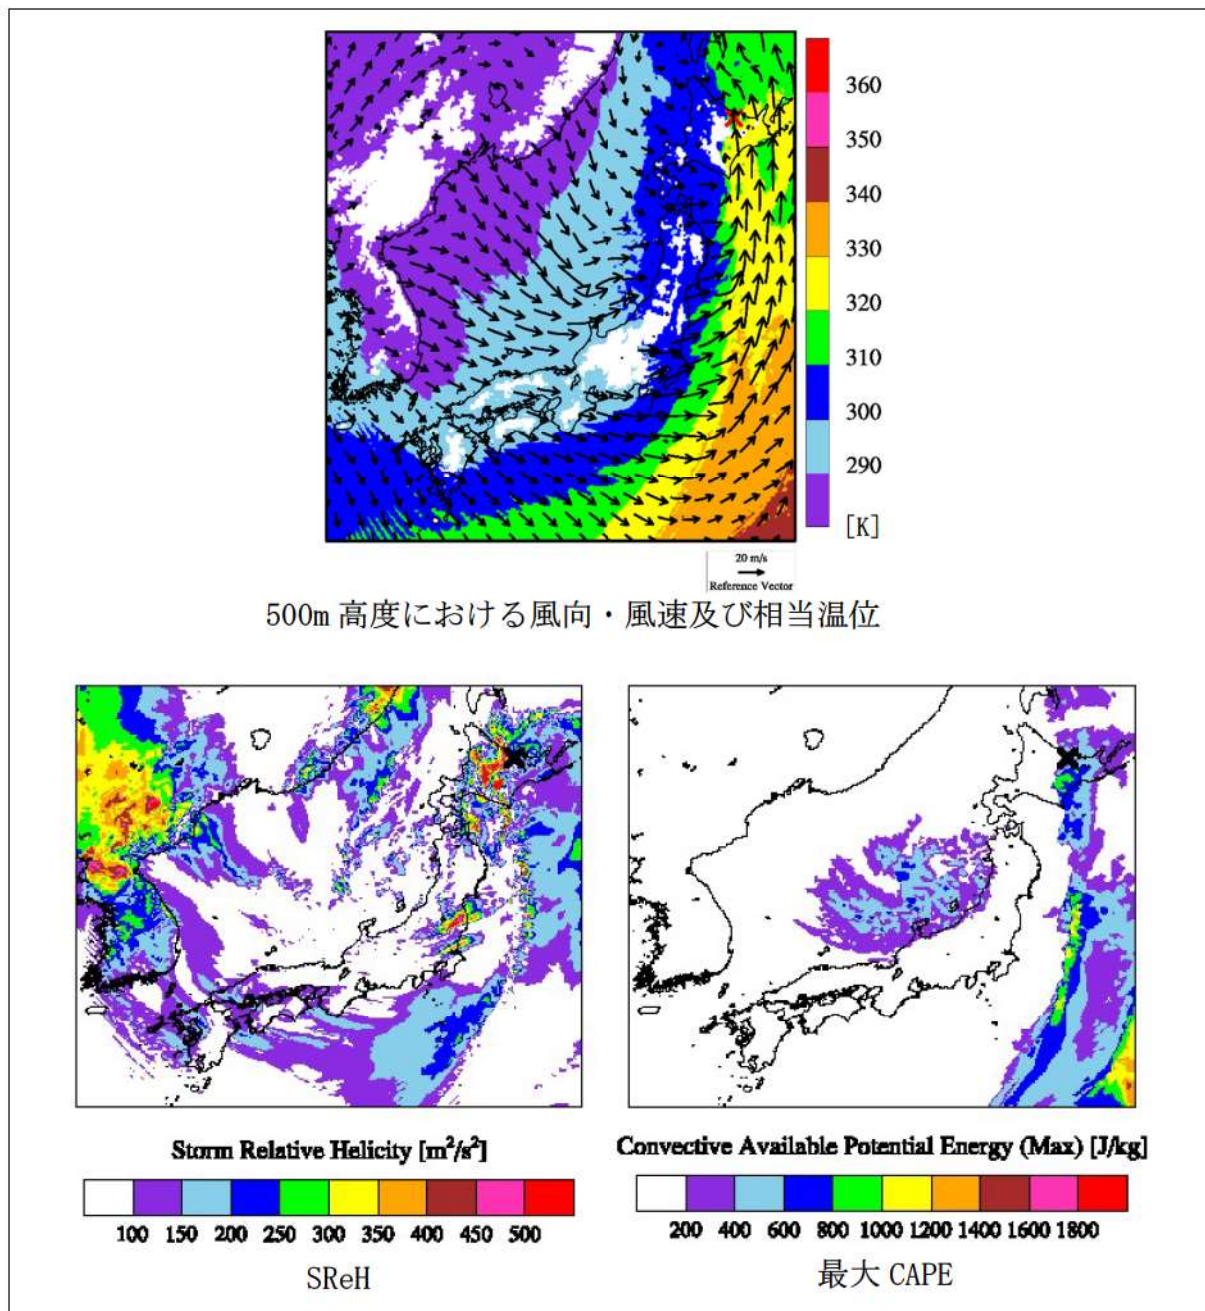 360
350
340
330
320
310
300
290
[K]
20 m/s
Reference Vector
500m 高度における風向・風速及び相当温位
Storm Relative Helicity [m²/s²]
100 150 200 250 300 350 400 450 500
SReH
Convective Available Potential Energy (Max) [J/kg]
200 400 600 800 1000 1200 1400 1600 1800
最大 CAPE